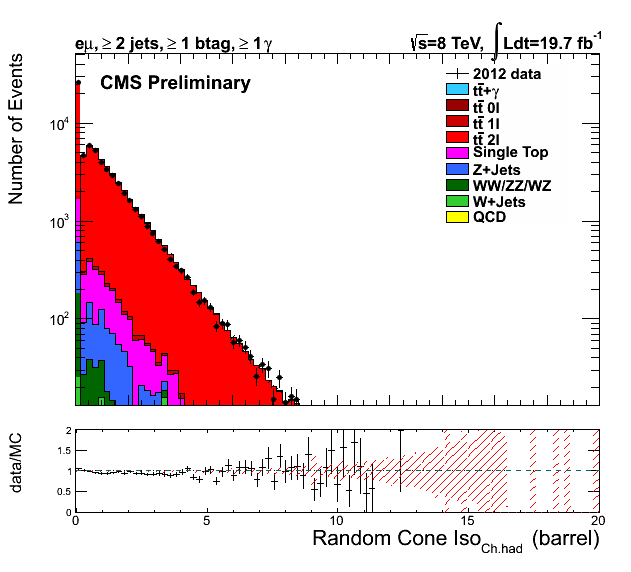 eμ, ≥ 2 jets, ≥ 1 btag, ≥ 1γ
√s=8 TeV, ∫Ldt=19.7 fb⁻¹
CMS Preliminary
2012 data
tt̄+γ
tt̄ 0l
tt̄ 1l
tt̄ 2l
Single Top
Z+Jets
WW/ZZ/WZ
W+Jets
QCD
Number of Events
10⁴
10³
10²
data/MC
2
1.5
1
0.5
0
0 5 10 15 20
Random Cone Iso_Ch.had (barrel)